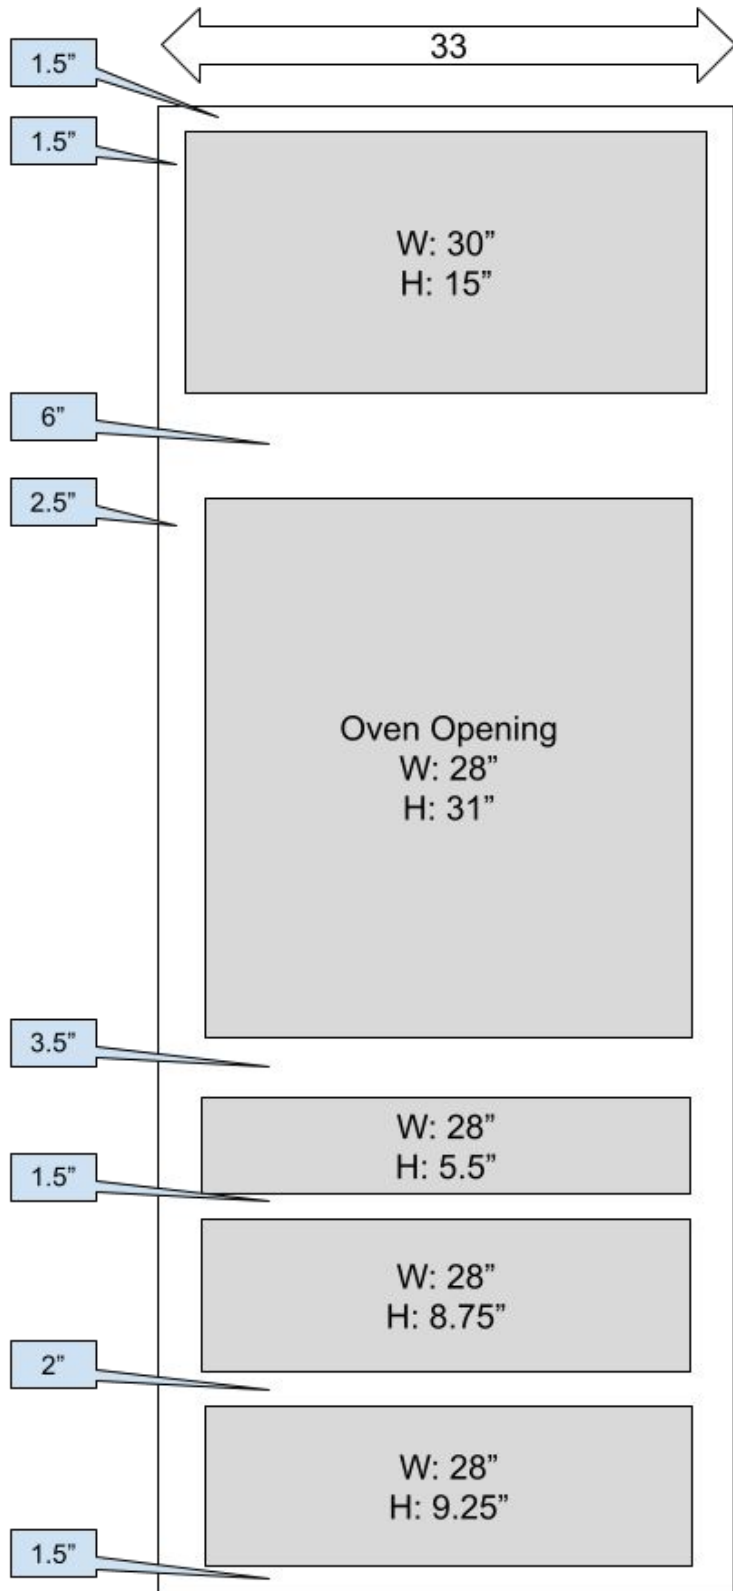 33
1.5”
1.5”
W: 30”
H: 15”
6”
2.5”
Oven Opening
W: 28”
H: 31”
3.5”
W: 28”
H: 5.5”
1.5”
W: 28”
H: 8.75”
2”
W: 28”
H: 9.25”
1.5”